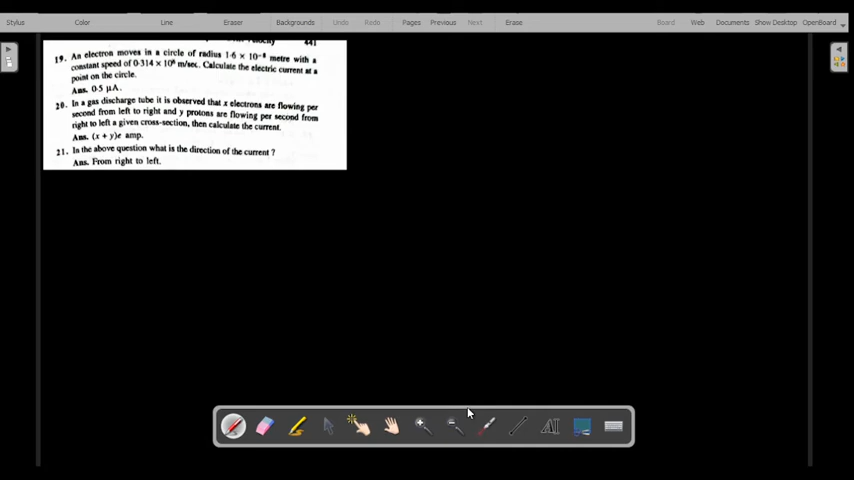 Stylus Color Line Eraser Backgrounds Undo Redo Pages Previous Next Erase Board Web Documents Show Desktop OpenBoard
441
19. An electron moves in a circle of radius 1·6 × 10⁻⁸ metre with a
constant speed of 0·314 × 10⁶ m/sec. Calculate the electric current at a
point on the circle.
Ans. 0·5 μA.
20. In a gas discharge tube it is observed that x electrons are flowing per
second from left to right and y protons are flowing per second from
right to left a given cross-section, then calculate the current.
Ans. (x + y)e amp.
21. In the above question what is the direction of the current ?
Ans. From right to left.
AI